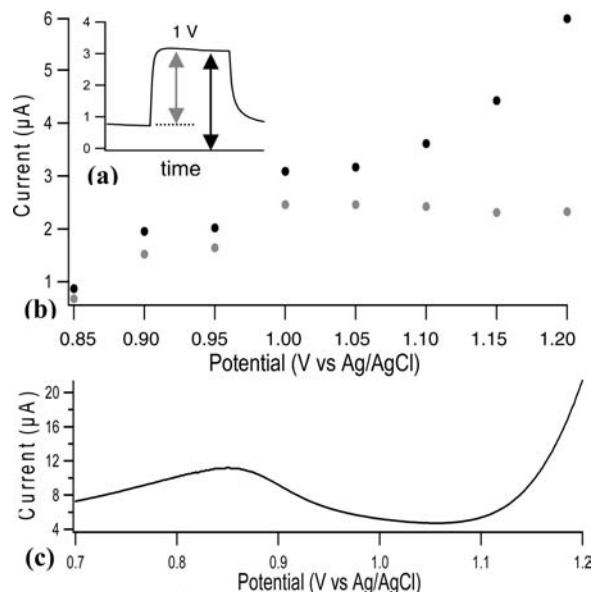 6
5
4
3
2
1
Current (µA)
4
3
2
1
0
1 V
(a)
time
(b)
0.85 0.90 0.95 1.00 1.05 1.10 1.15 1.20
Potential (V vs Ag/AgCl)
20
16
12
8
4
Current (µA)
(c)
0.7 0.8 0.9 1.0 1.1 1.2
Potential (V vs Ag/AgCl)